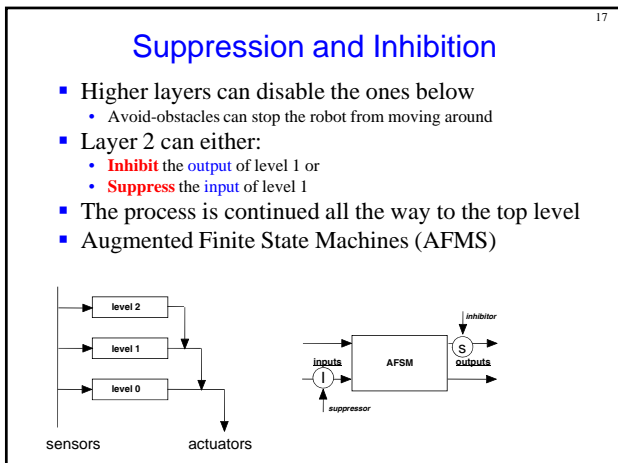 17
Suppression and Inhibition
Higher layers can disable the ones below
Avoid-obstacles can stop the robot from moving around
Layer 2 can either:
Inhibit the output of level 1 or
Suppress the input of level 1
The process is continued all the way to the top level
Augmented Finite State Machines (AFMS)
level 2
level 1
level 0
sensors
actuators
inhibitor
S
inputs
AFSM
outputs
I
suppressor